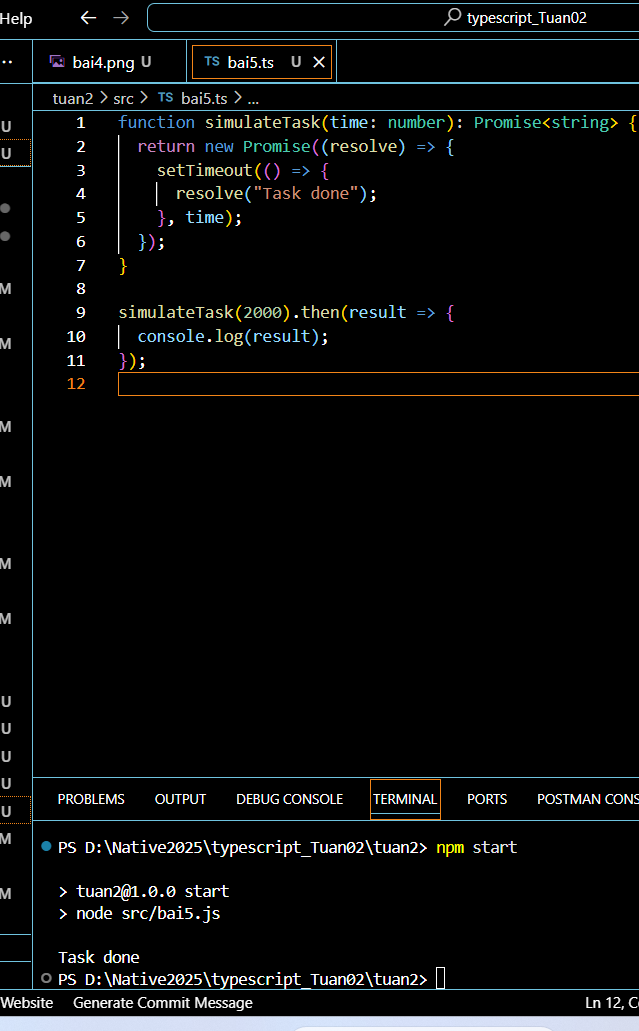 Help
typescript_Tuan02
bai4.png U
TS bai5.ts U
tuan2 > src > TS bai5.ts > ...
U
U
M
M
M
M
M
M
U
U
U
U
U
M
M
1 function simulateTask(time: number): Promise<string> {
2 return new Promise((resolve) => {
3 setTimeout(() => {
4 resolve("Task done");
5 }, time);
6 });
7 }
8
9 simulateTask(2000).then(result => {
10 console.log(result);
11 });
12
PROBLEMS OUTPUT DEBUG CONSOLE TERMINAL PORTS POSTMAN CONS
PS D:\Native2025\typescript_Tuan02\tuan2> npm start
> tuan2@1.0.0 start
> node src/bai5.js
Task done
PS D:\Native2025\typescript_Tuan02\tuan2>
Website Generate Commit Message Ln 12, C